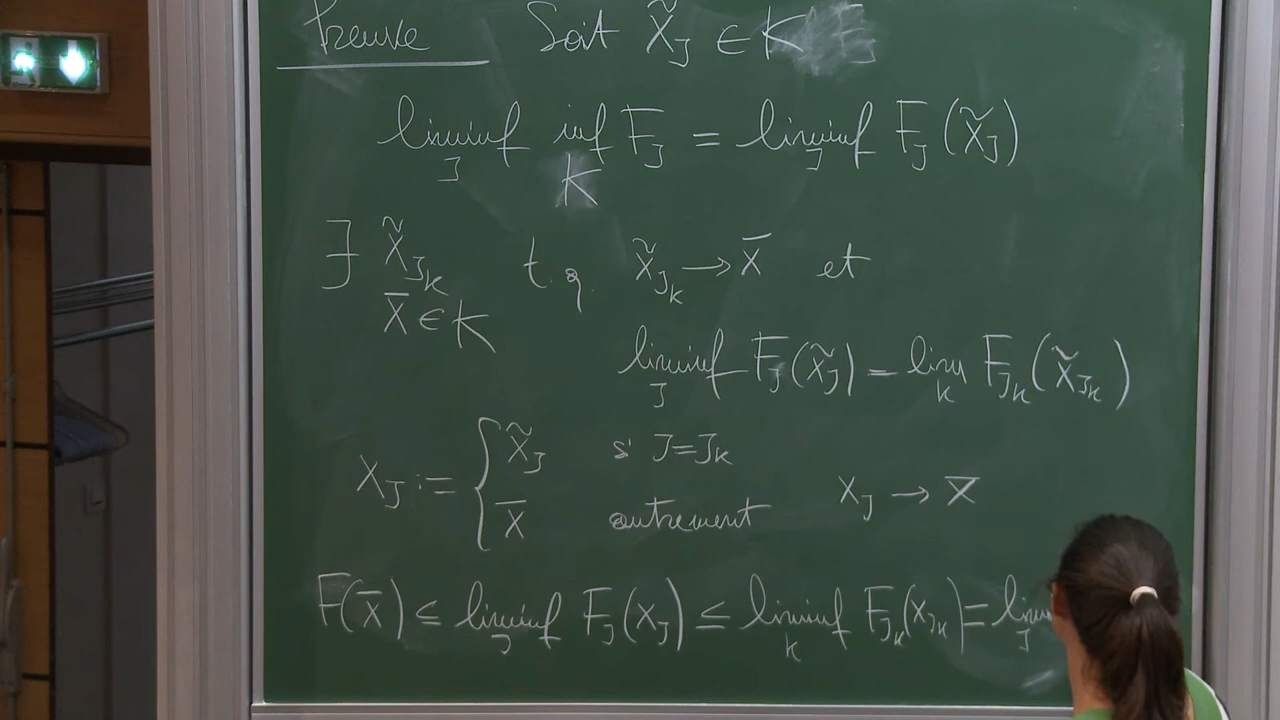 Preuve Soit X̃_J ∈ K
liminf_J inf_K F_J = liminf_J F_J(X̃_J)
∃ X̃_{J_K} t.q. X̃_{J_K} → X̄ et
X̄ ∈ K
liminf_J F_J(X̃_J) = lim_K F_{J_K}(X̃_{J_K})
X_J := { X̃_J si J = J_K
X̄ autrement X_J → X̄
F(X̄) ≤ liminf_J F_J(X_J) ≤ liminf_K F_{J_K}(X_{J_K}) =